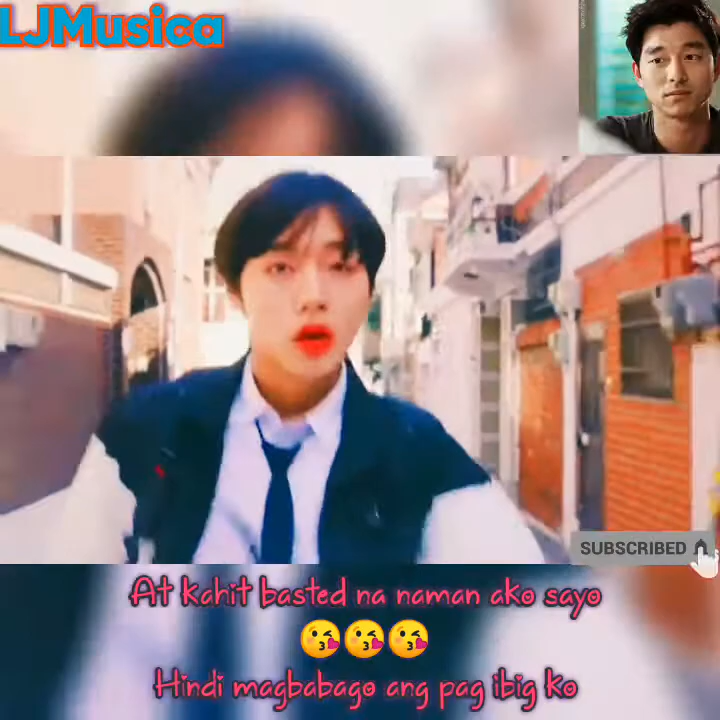 LJMusica
SUBSCRIBED
At kahit basted na naman ako sayo
😘😘😘
Hindi magbabago ang pag ibig ko